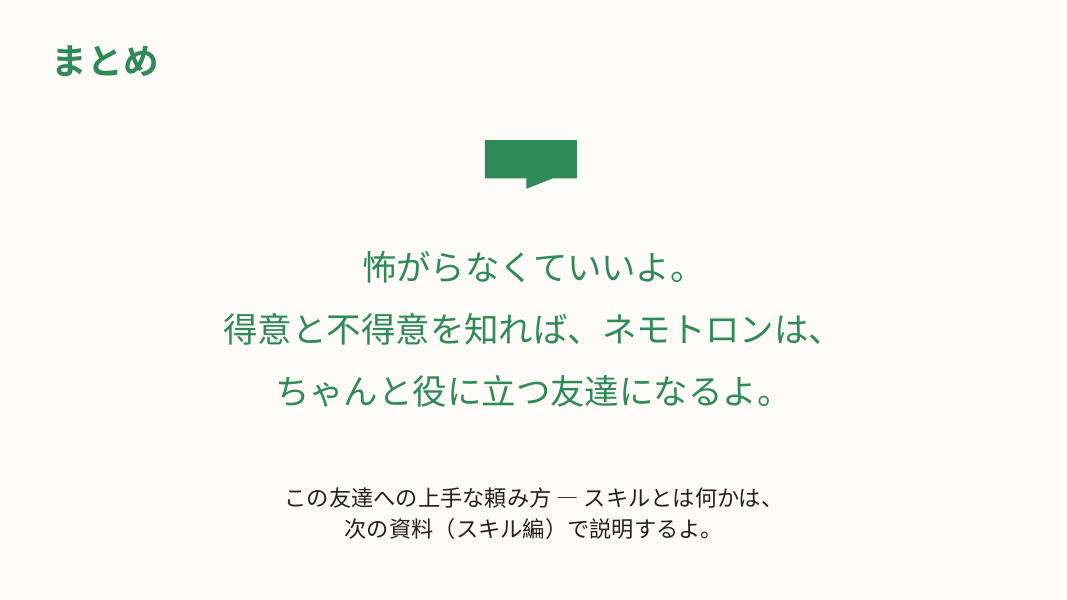 まとめ
怖がらなくていいよ。
得意と不得意を知れば、ネモトロンは、
ちゃんと役に立つ友達になるよ。
この友達への上手な頼み方 ─ スキルとは何かは、
次の資料（スキル編）で説明するよ。